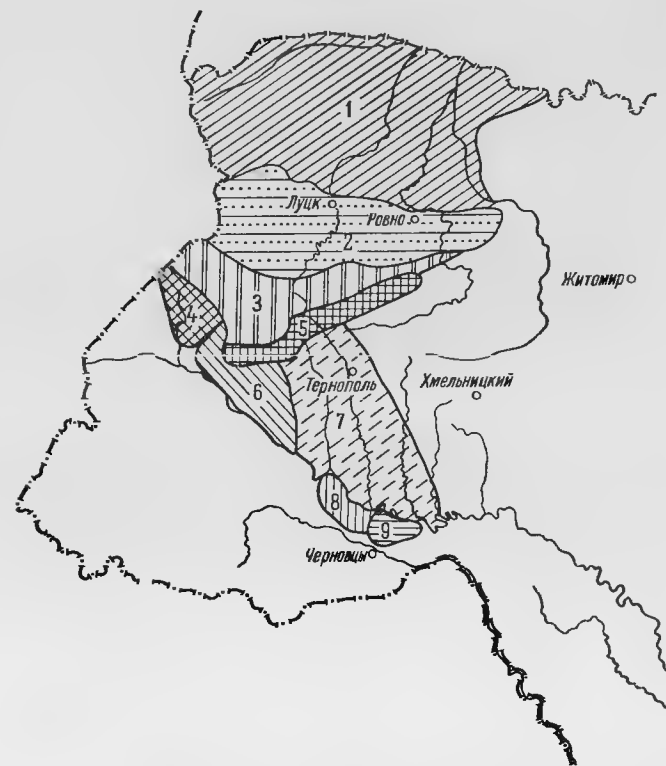 1
Луцк
Ровно
2
Житомир
3
4
5
Тернополь
Хмельницкий
6
7
8
9
Черновцы